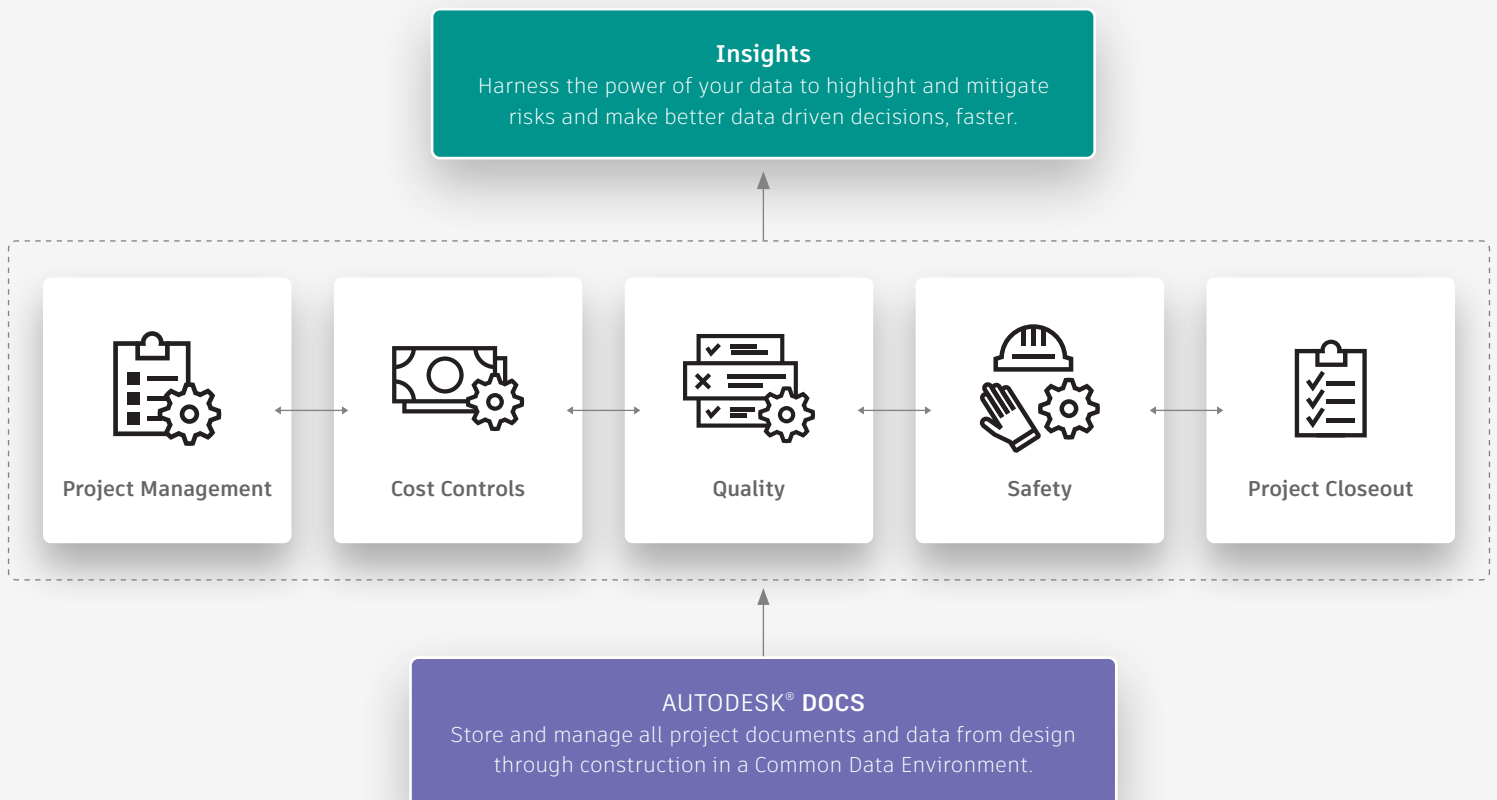 Insights
Harness the power of your data to highlight and mitigate
risks and make better data driven decisions, faster.
Project Management
Cost Controls
Quality
Safety
Project Closeout
AUTODESK® DOCS
Store and manage all project documents and data from design
through construction in a Common Data Environment.